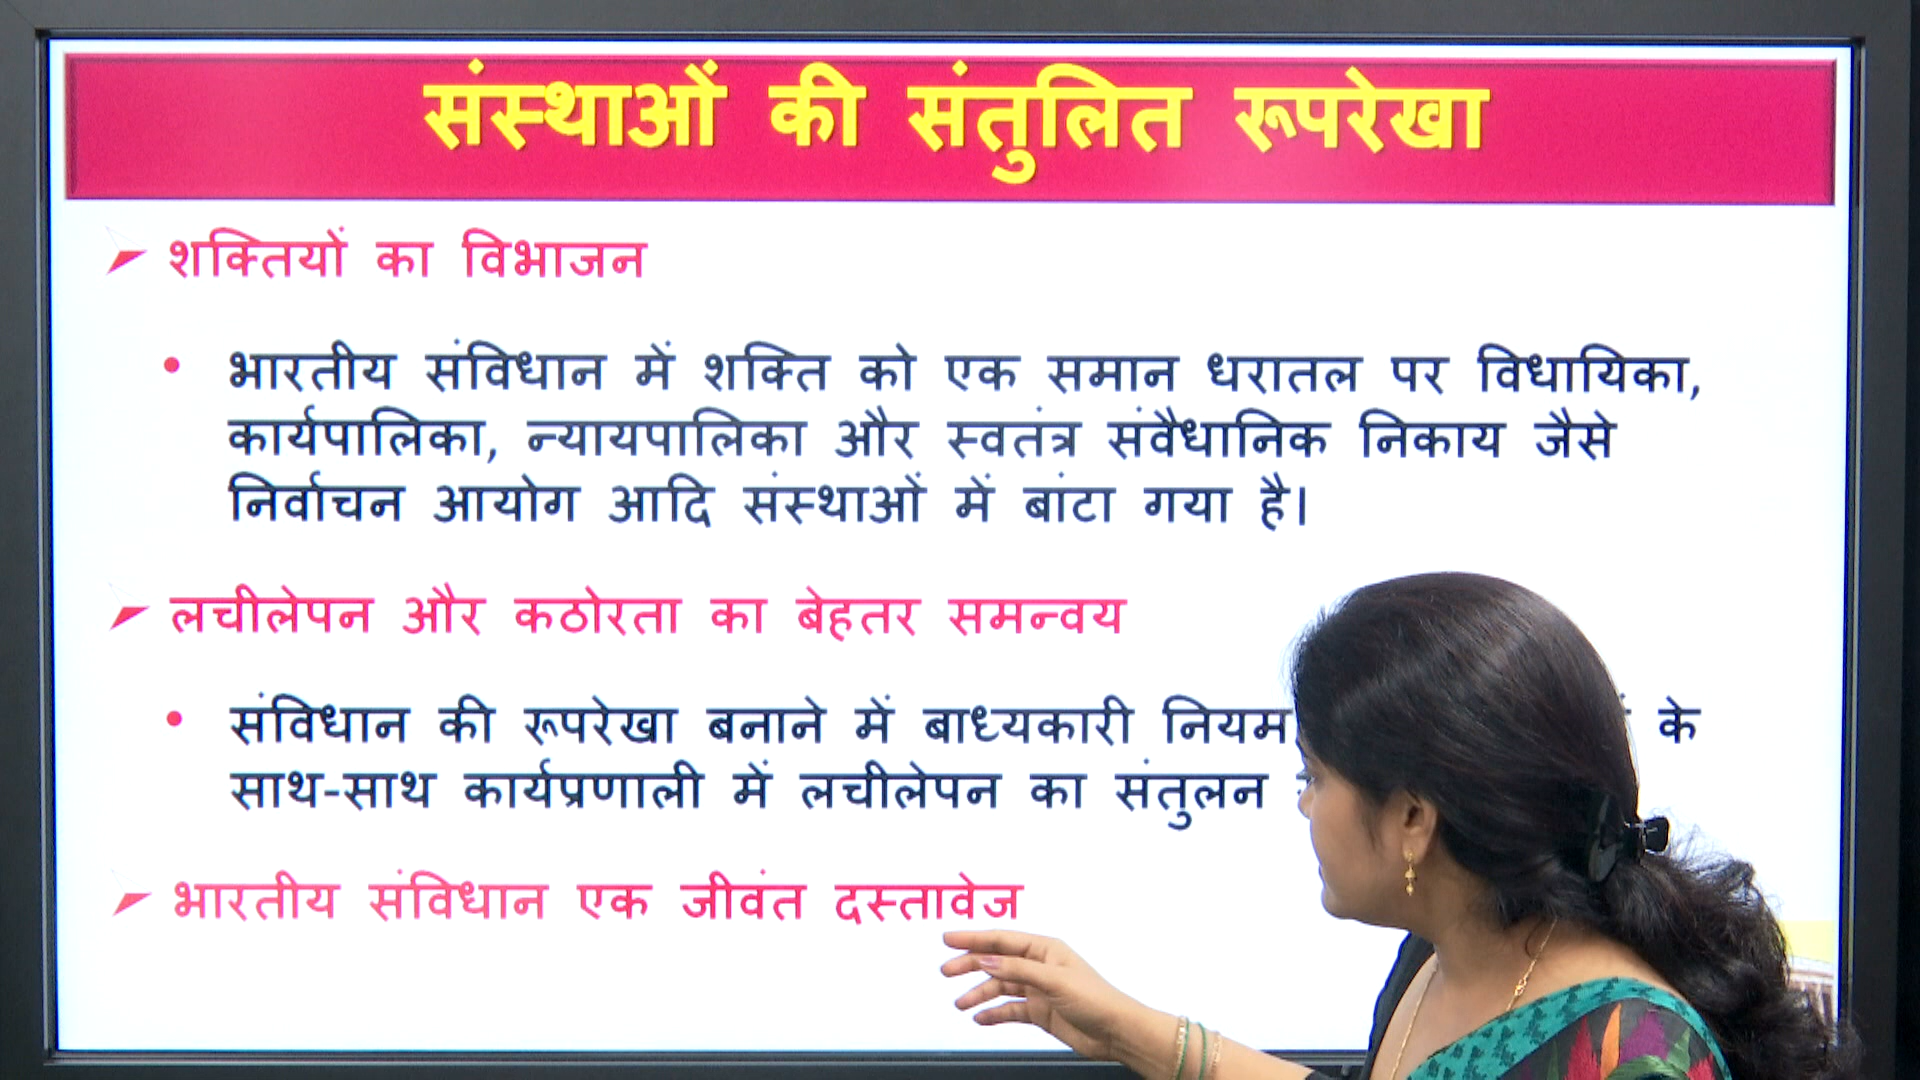 संस्थाओं की संतुलित रूपरेखा
शक्तियों का विभाजन
भारतीय संविधान में शक्ति को एक समान धरातल पर विधायिका,
कार्यपालिका, न्यायपालिका और स्वतंत्र संवैधानिक निकाय जैसे
निर्वाचन आयोग आदि संस्थाओं में बांटा गया है।
लचीलेपन और कठोरता का बेहतर समन्वय
संविधान की रूपरेखा बनाने में बाध्यकारी नियम के
साथ-साथ कार्यप्रणाली में लचीलेपन का संतुलन
भारतीय संविधान एक जीवंत दस्तावेज